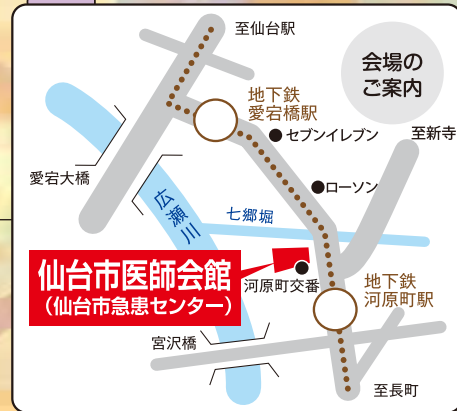 至仙台駅
会場の
ご案内
地下鉄
愛宕橋駅
セブンイレブン
至新寺
愛宕大橋
ローソン
広瀬川
七郷堀
仙台市医師会館
(仙台市急患センター)
河原町交番
地下鉄
河原町駅
宮沢橋
至長町